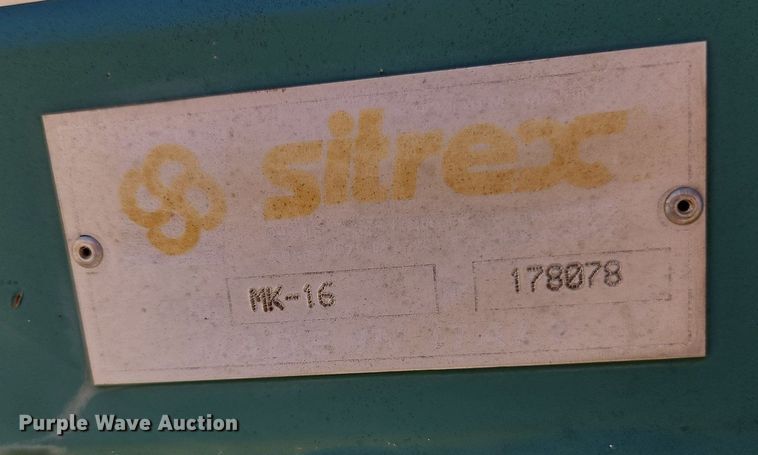 sitrex
MK-16 178078
Purple Wave Auction